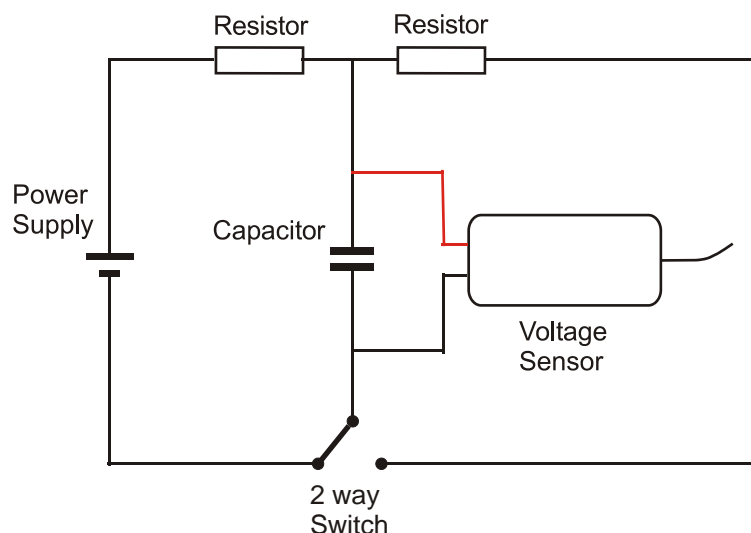 Resistor
Resistor
Power
Supply
Capacitor
Voltage
Sensor
2 way
Switch